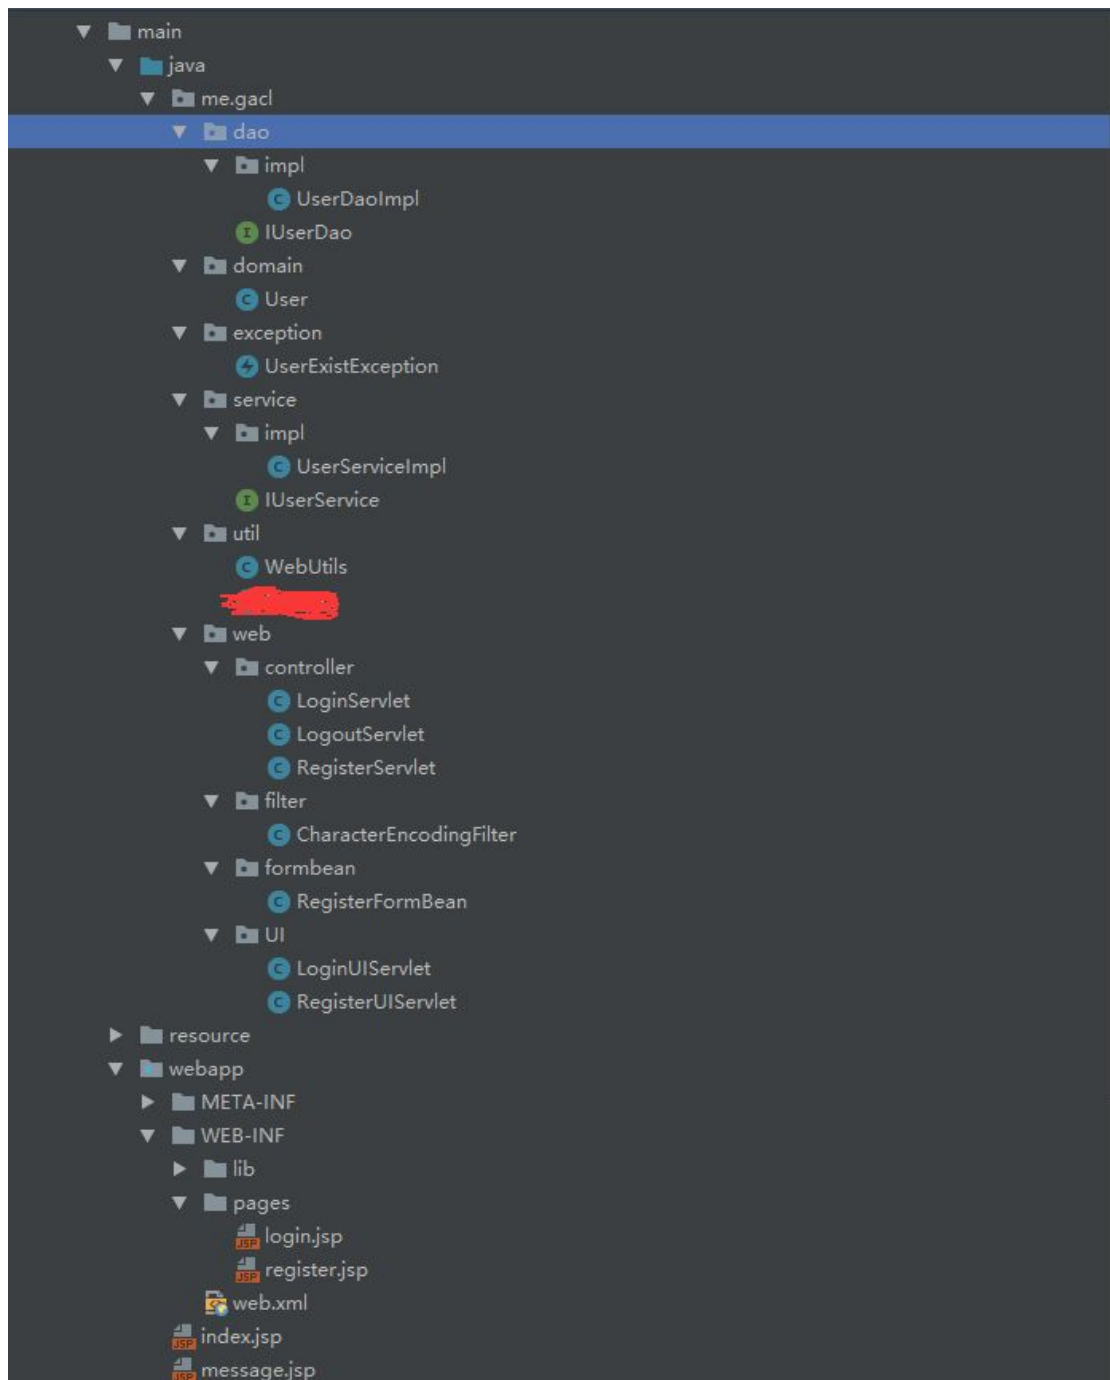 main
java
me.gacl
dao
impl
UserDaoImpl
IUserDao
domain
User
exception
UserExistException
service
impl
UserServiceImpl
IUserService
util
WebUtils
web
controller
LoginServlet
LogoutServlet
RegisterServlet
filter
CharacterEncodingFilter
formbean
RegisterFormBean
UI
LoginUIServlet
RegisterUIServlet
resource
webapp
META-INF
WEB-INF
lib
pages
login.jsp
register.jsp
web.xml
index.jsp
message.jsp